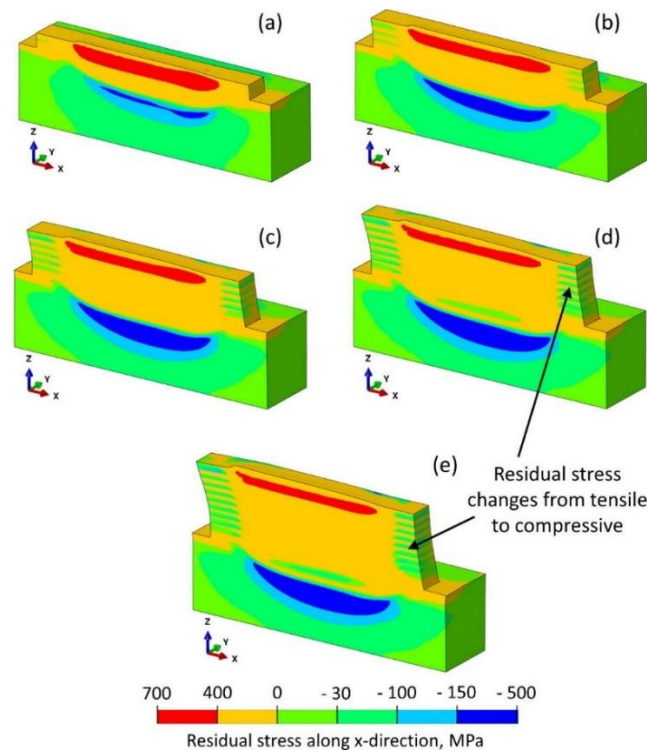 (a)
(b)
Z
Y
X
Z
Y
X
(c)
(d)
Z
Y
X
Z
Y
X
(e)
Residual stress
changes from tensile
to compressive
Z
Y
X
700 400 0 - 30 - 100 - 150 - 500
Residual stress along x-direction, MPa